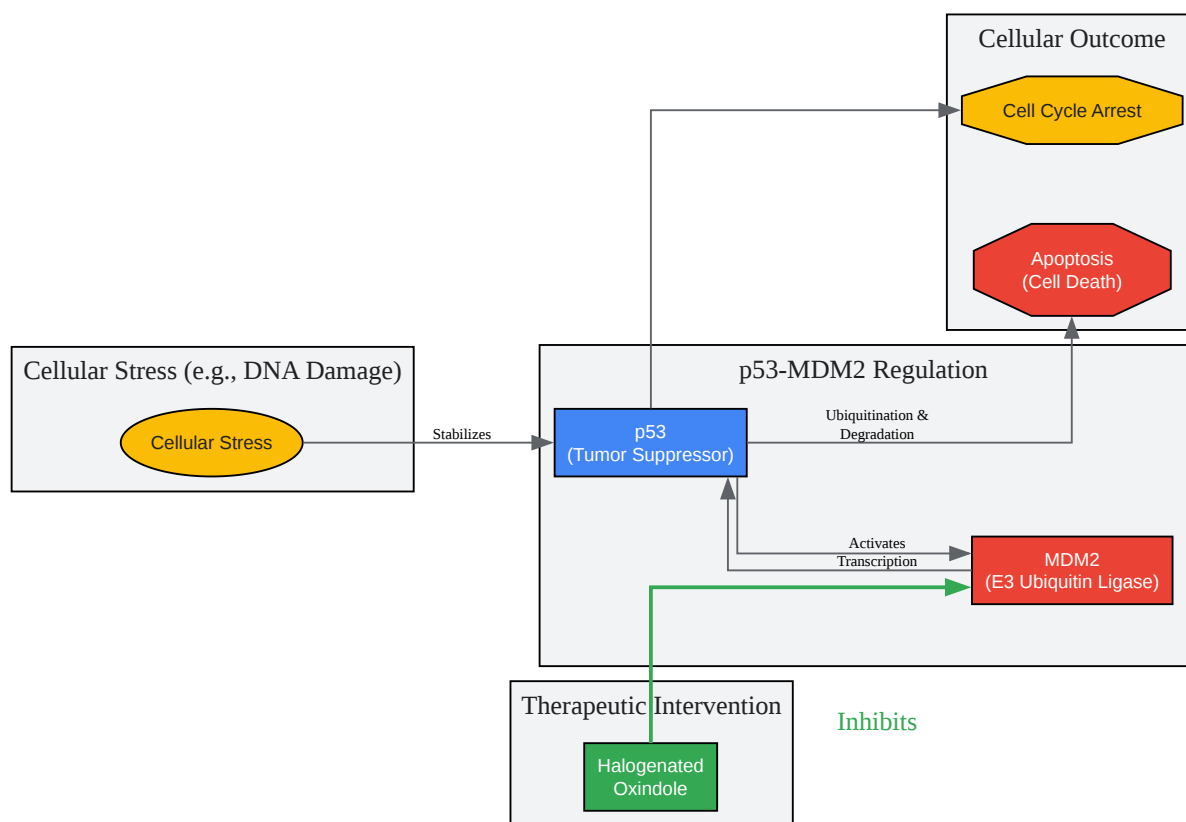 Cellular Outcome
Cell Cycle Arrest
Apoptosis
(Cell Death)
Cellular Stress (e.g., DNA Damage)
Cellular Stress
Stabilizes
p53-MDM2 Regulation
p53
(Tumor Suppressor)
Ubiquitination &
Degradation
Activates
Transcription
MDM2
(E3 Ubiquitin Ligase)
Therapeutic Intervention
Inhibits
Halogenated
Oxindole